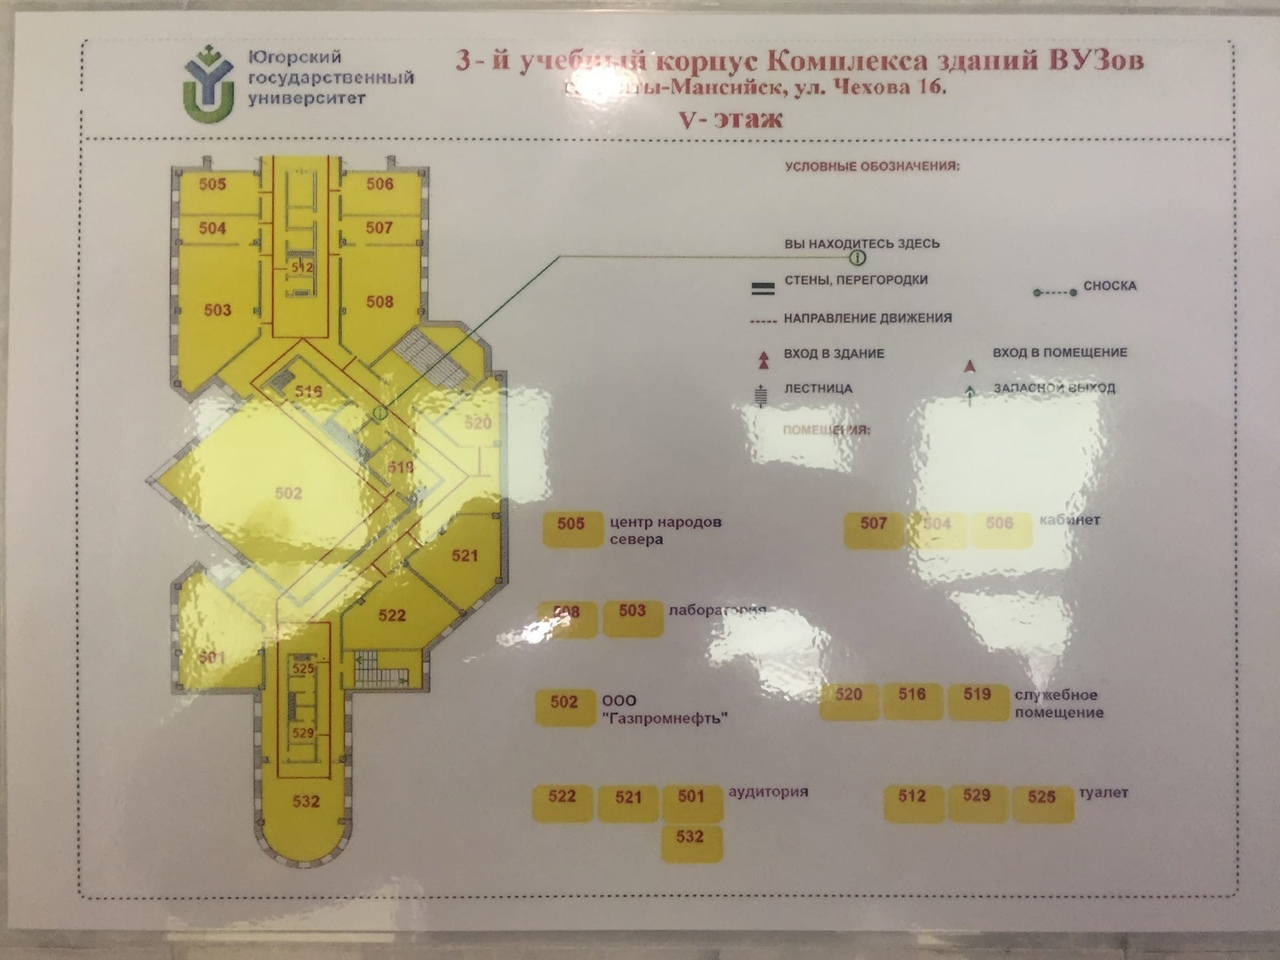 Югорский
государственный
университет
3- й учебный корпус Комплекса зданий ВУЗов
г. Ханты-Мансийск, ул. Чехова 16.
V- этаж
УСЛОВНЫЕ ОБОЗНАЧЕНИЯ:
ВЫ НАХОДИТЕСЬ ЗДЕСЬ
СТЕНЫ, ПЕРЕГОРОДКИ
СНОСКА
НАПРАВЛЕНИЕ ДВИЖЕНИЯ
ВХОД В ЗДАНИЕ
ВХОД В ПОМЕЩЕНИЕ
ЛЕСТНИЦА
ЗАПАСНОЙ ВЫХОД
ПОМЕЩЕНИЯ:
505
506
504
507
512
503
508
516
520
519
502
521
522
501
525
529
532
505 центр народов
севера
507 504 506 кабинет
508 503 лаборатория
502 ООО
"Газпромнефть"
520 516 519 служебное
помещение
522 521 501 аудитория
532
512 529 525 туалет